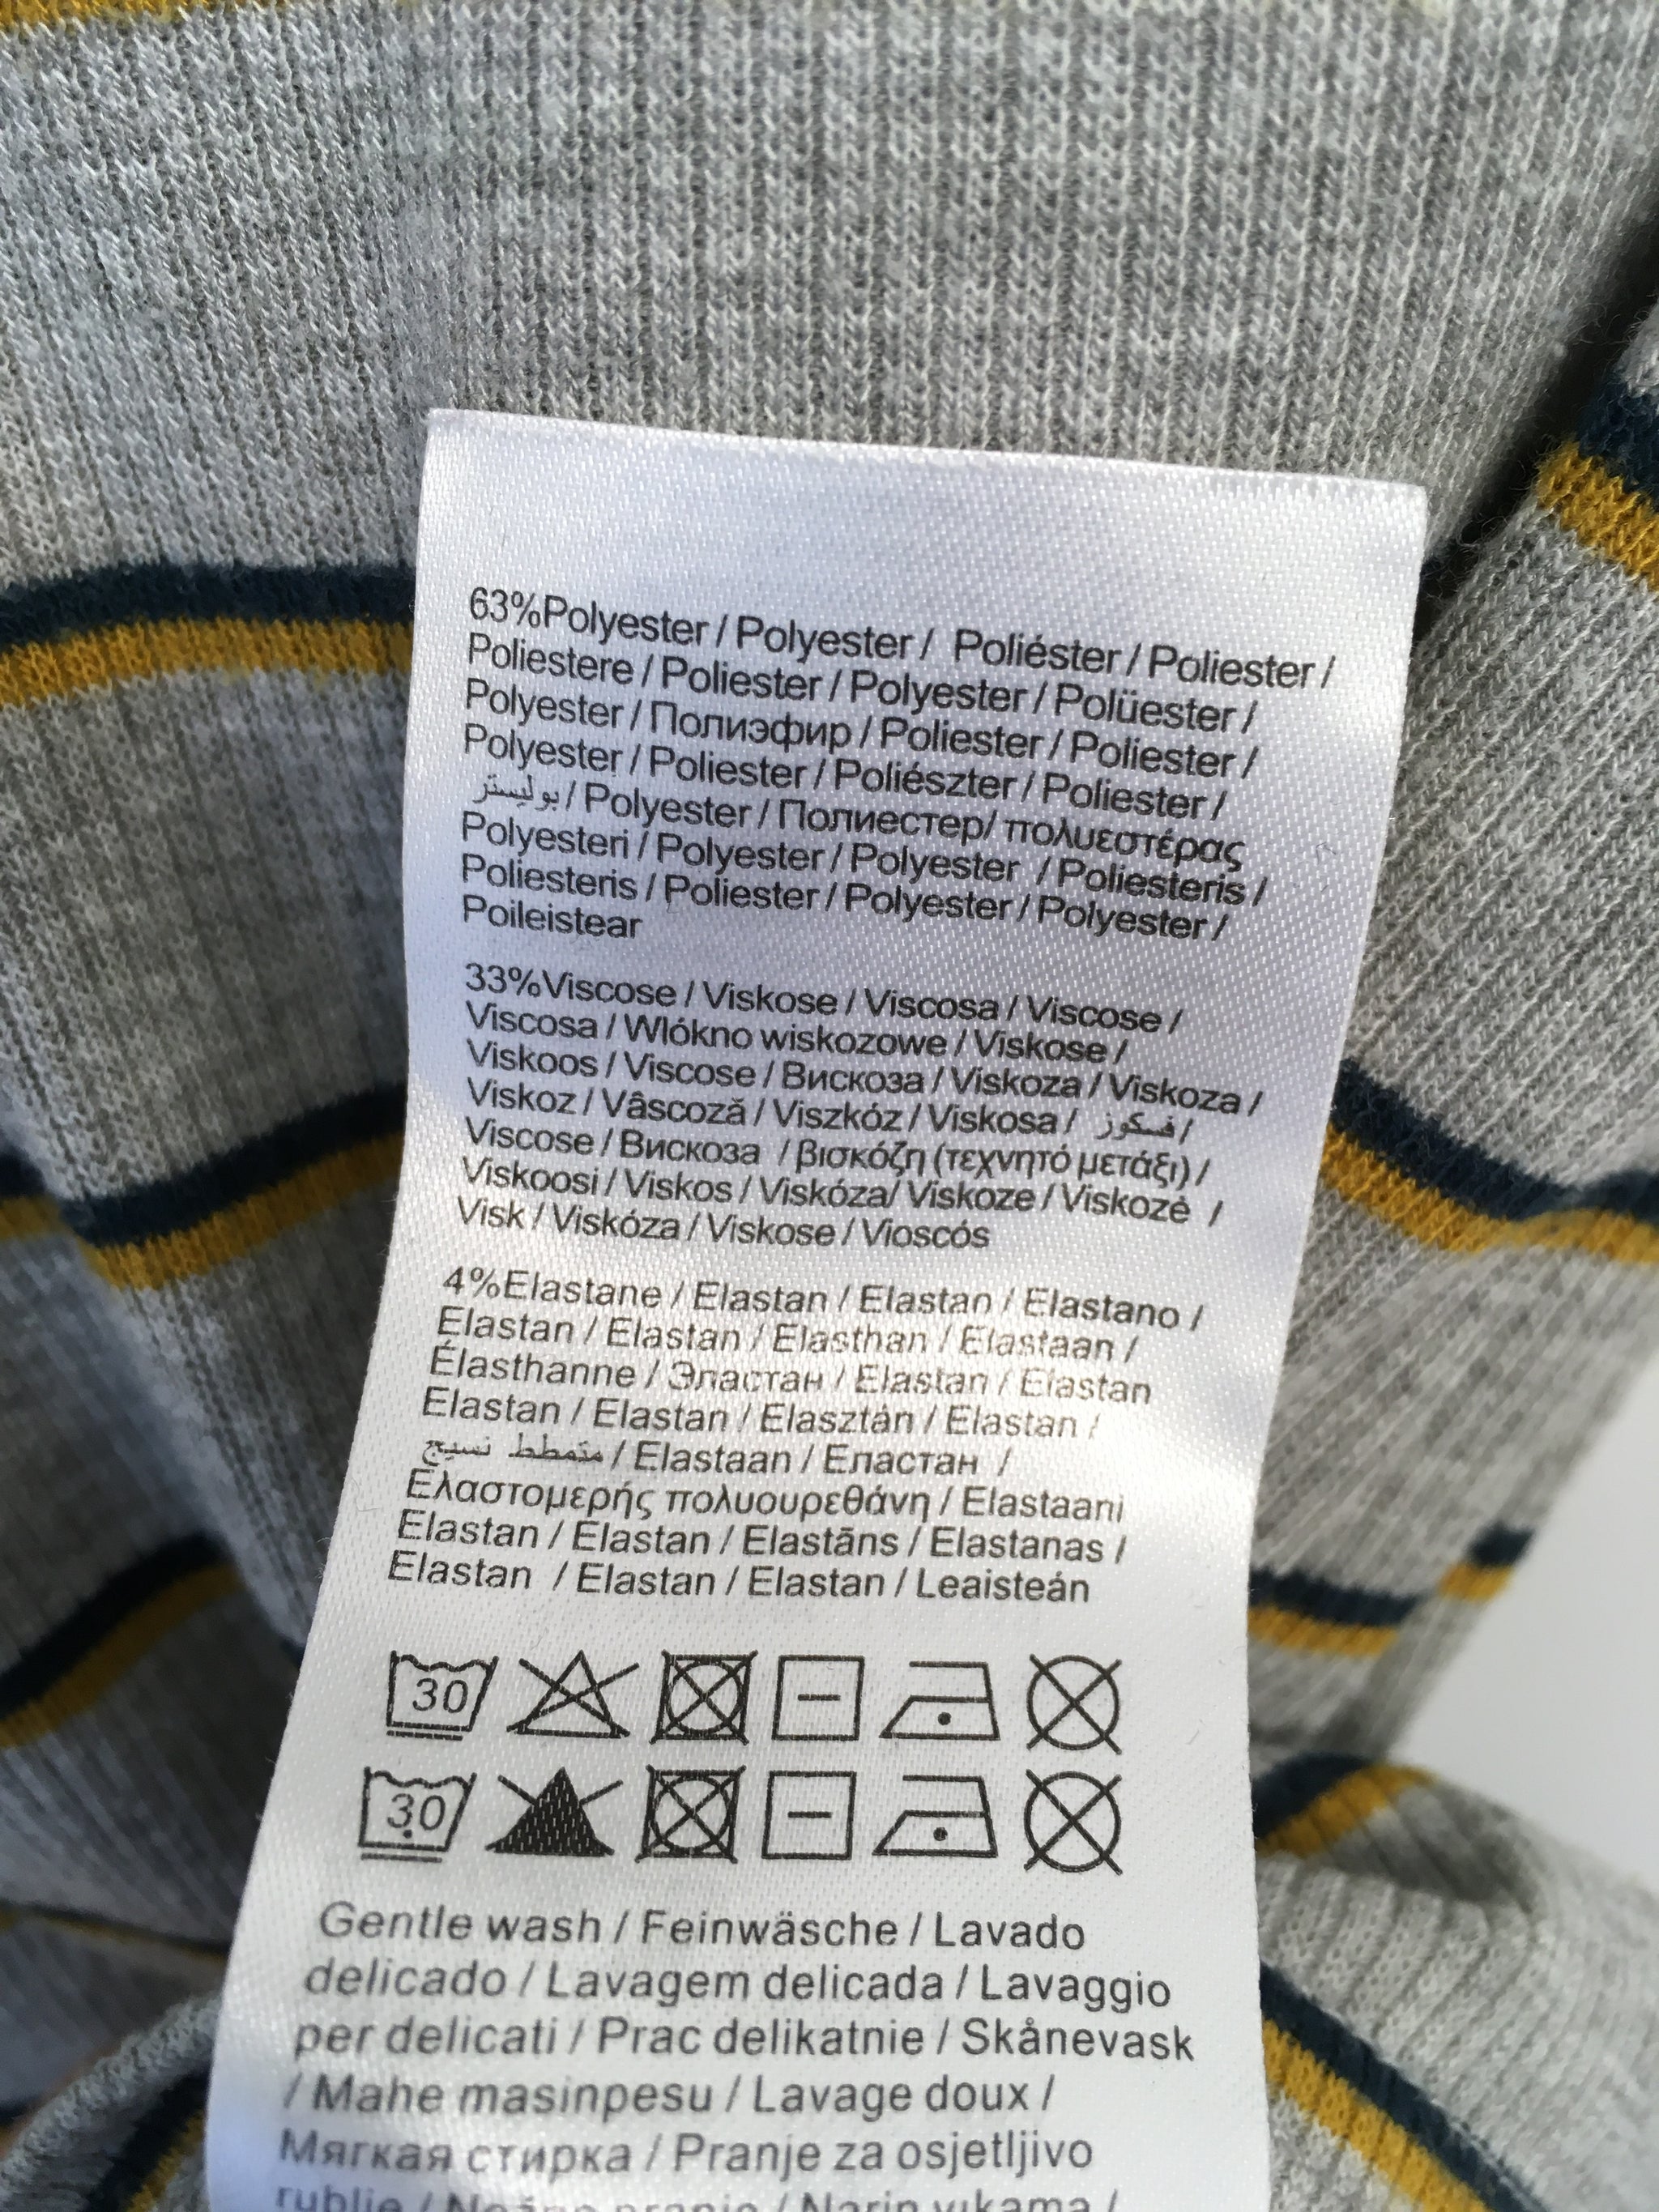 63%Polyester / Polyester / Poliéster / Poliester /
Poliestere / Poliester / Polyester / Polüester /
Polyester / Полиэфир / Poliester / Poliester /
Polyester / Poliester / Poliészter / Poliester /
بوليستر / Polyester / Полиестер/ πολυεστέρας
Polyesteri / Polyester / Polyester / Poliesteris /
Poliesteris / Poliester / Polyester / Polyester /
Poileistear
33%Viscose / Viskose / Viscosa / Viscose /
Viscosa / Wlókno wiskozowe / Viskose /
Viskoos / Viscose / Вискоза / Viskoza / Viskoza /
Viskoz / Vâscoză / Viszkóz / Viskosa / فسكوز /
Viscose / Вискоза / βισκόζη (τεχνητό μετάξι) /
Viskoosi / Viskos / Viskóza/ Viskoze / Viskozė /
Visk / Viskóza / Viskose / Vioscós
4%Elastane / Elastan / Elastan / Elastano /
Elastan / Elastan / Elasthan / Elastaan /
Élasthanne / Эластан / Elastan / Elastan
Elastan / Elastan / Elasztán / Elastan /
متمطط نسيج / Elastaan / Еластан /
Ελαστομερής πολυουρεθάνη / Elastaani
Elastan / Elastan / Elastāns / Elastanas /
Elastan / Elastan / Elastan / Leaisteán
30
30
Gentle wash / Feinwäsche / Lavado
delicado / Lavagem delicada / Lavaggio
per delicati / Prac delikatnie / Skånevask
/ Mahe masinpesu / Lavage doux /
Мягкая стирка / Pranje za osjetljivo
rublje / Nežno pranje / Narin yıkama /